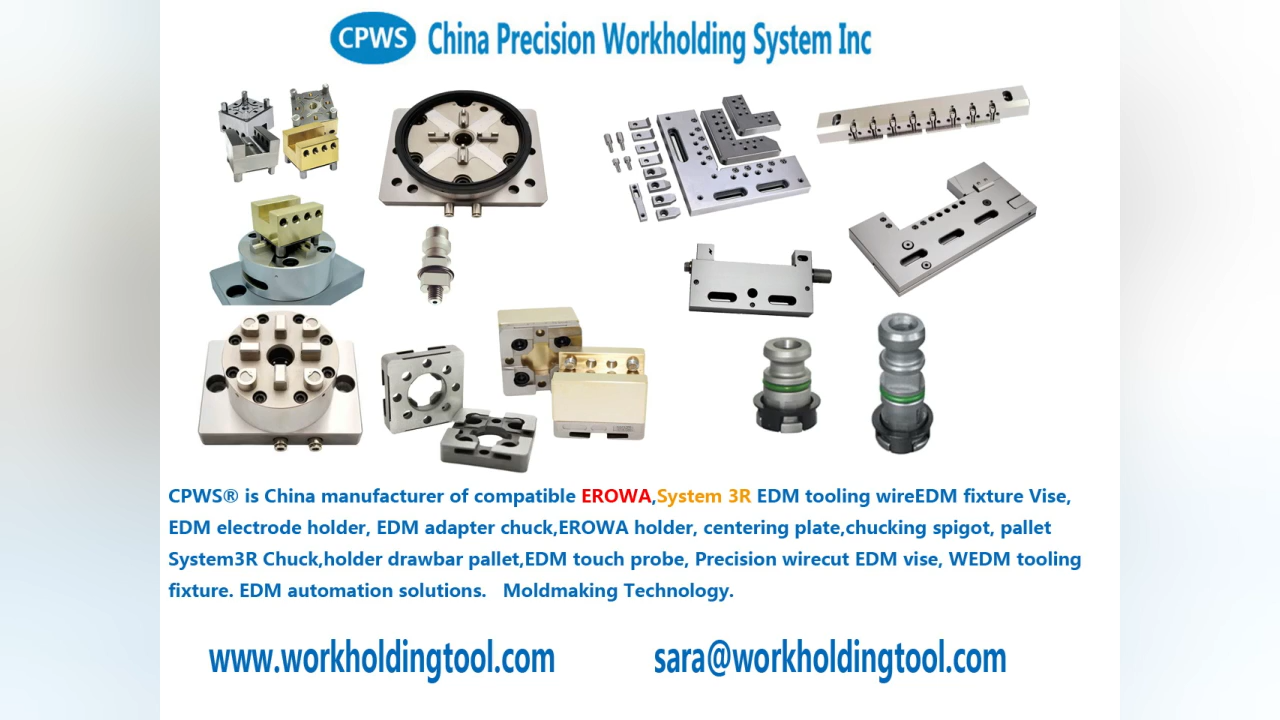 CPWS China Precision Workholding System Inc
CPWS® is China manufacturer of compatible EROWA,System 3R EDM tooling wireEDM fixture Vise,
EDM electrode holder, EDM adapter chuck,EROWA holder, centering plate,chucking spigot, pallet
System3R Chuck,holder drawbar pallet,EDM touch probe, Precision wirecut EDM vise, WEDM tooling
fixture. EDM automation solutions. Moldmaking Technology.
www.workholdingtool.com sara@workholdingtool.com